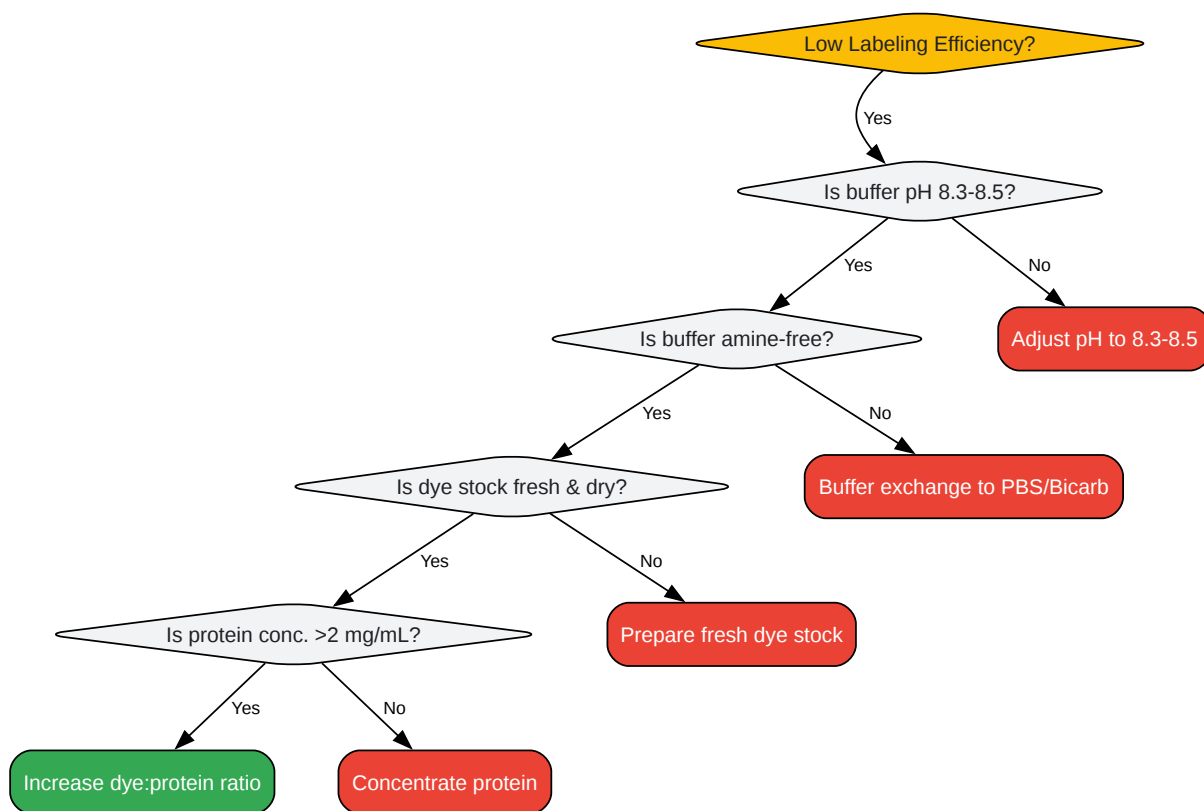 Low Labeling Efficiency?
Yes
Is buffer pH 8.3-8.5?
Yes
No
Is buffer amine-free?
Adjust pH to 8.3-8.5
Yes
No
Is dye stock fresh & dry?
Buffer exchange to PBS/Bicarb
Yes
No
Is protein conc. >2 mg/mL?
Prepare fresh dye stock
Yes
No
Increase dye:protein ratio
Concentrate protein